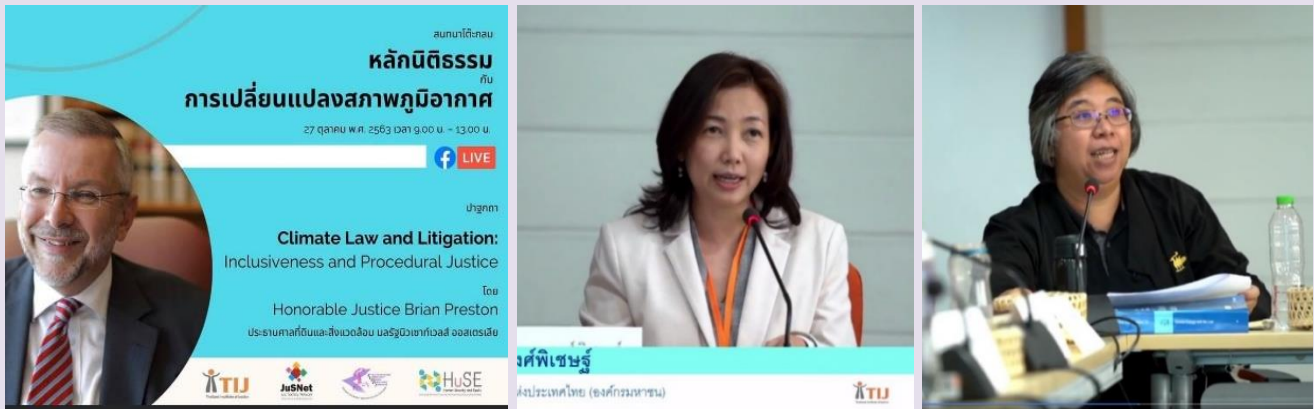 สนทนาโต๊ะกลม
หลักนิติธรรม
กับ
การเปลี่ยนแปลงสภาพภูมิอากาศ
27 ตุลาคม พ.ศ. 2563 เวลา 9.00 น. - 13.00 น.
LIVE
ปาฐกถา
Climate Law and Litigation:
Inclusiveness and Procedural Justice
โดย
Honorable Justice Brian Preston
ประธานศาลที่ดินและสิ่งแวดล้อม มลรัฐนิวเซาท์เวลส์ ออสเตรเลีย
TIJ
JuSNet
HuSE
งศ์พิเชษฐ์
ห่งประเทศไทย (องค์กรมหาชน)
TIJ